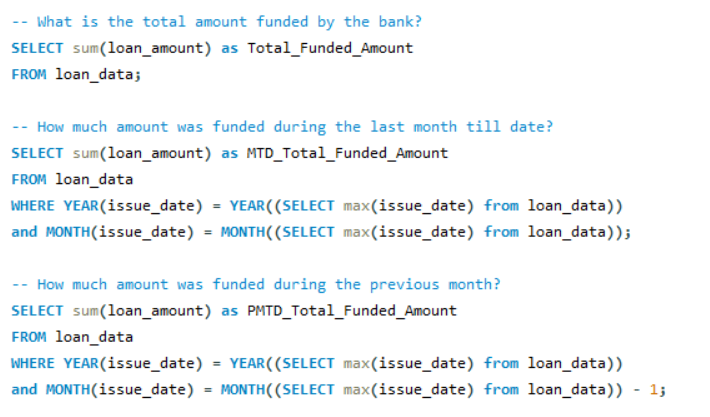 -- What is the total amount funded by the bank?
SELECT sum(loan_amount) as Total_Funded_Amount
FROM loan_data;
-- How much amount was funded during the last month till date?
SELECT sum(loan_amount) as MTD_Total_Funded_Amount
FROM loan_data
WHERE YEAR(issue_date) = YEAR((SELECT max(issue_date) from loan_data))
and MONTH(issue_date) = MONTH((SELECT max(issue_date) from loan_data));
-- How much amount was funded during the previous month?
SELECT sum(loan_amount) as PMTD_Total_Funded_Amount
FROM loan_data
WHERE YEAR(issue_date) = YEAR((SELECT max(issue_date) from loan_data))
and MONTH(issue_date) = MONTH((SELECT max(issue_date) from loan_data)) - 1;